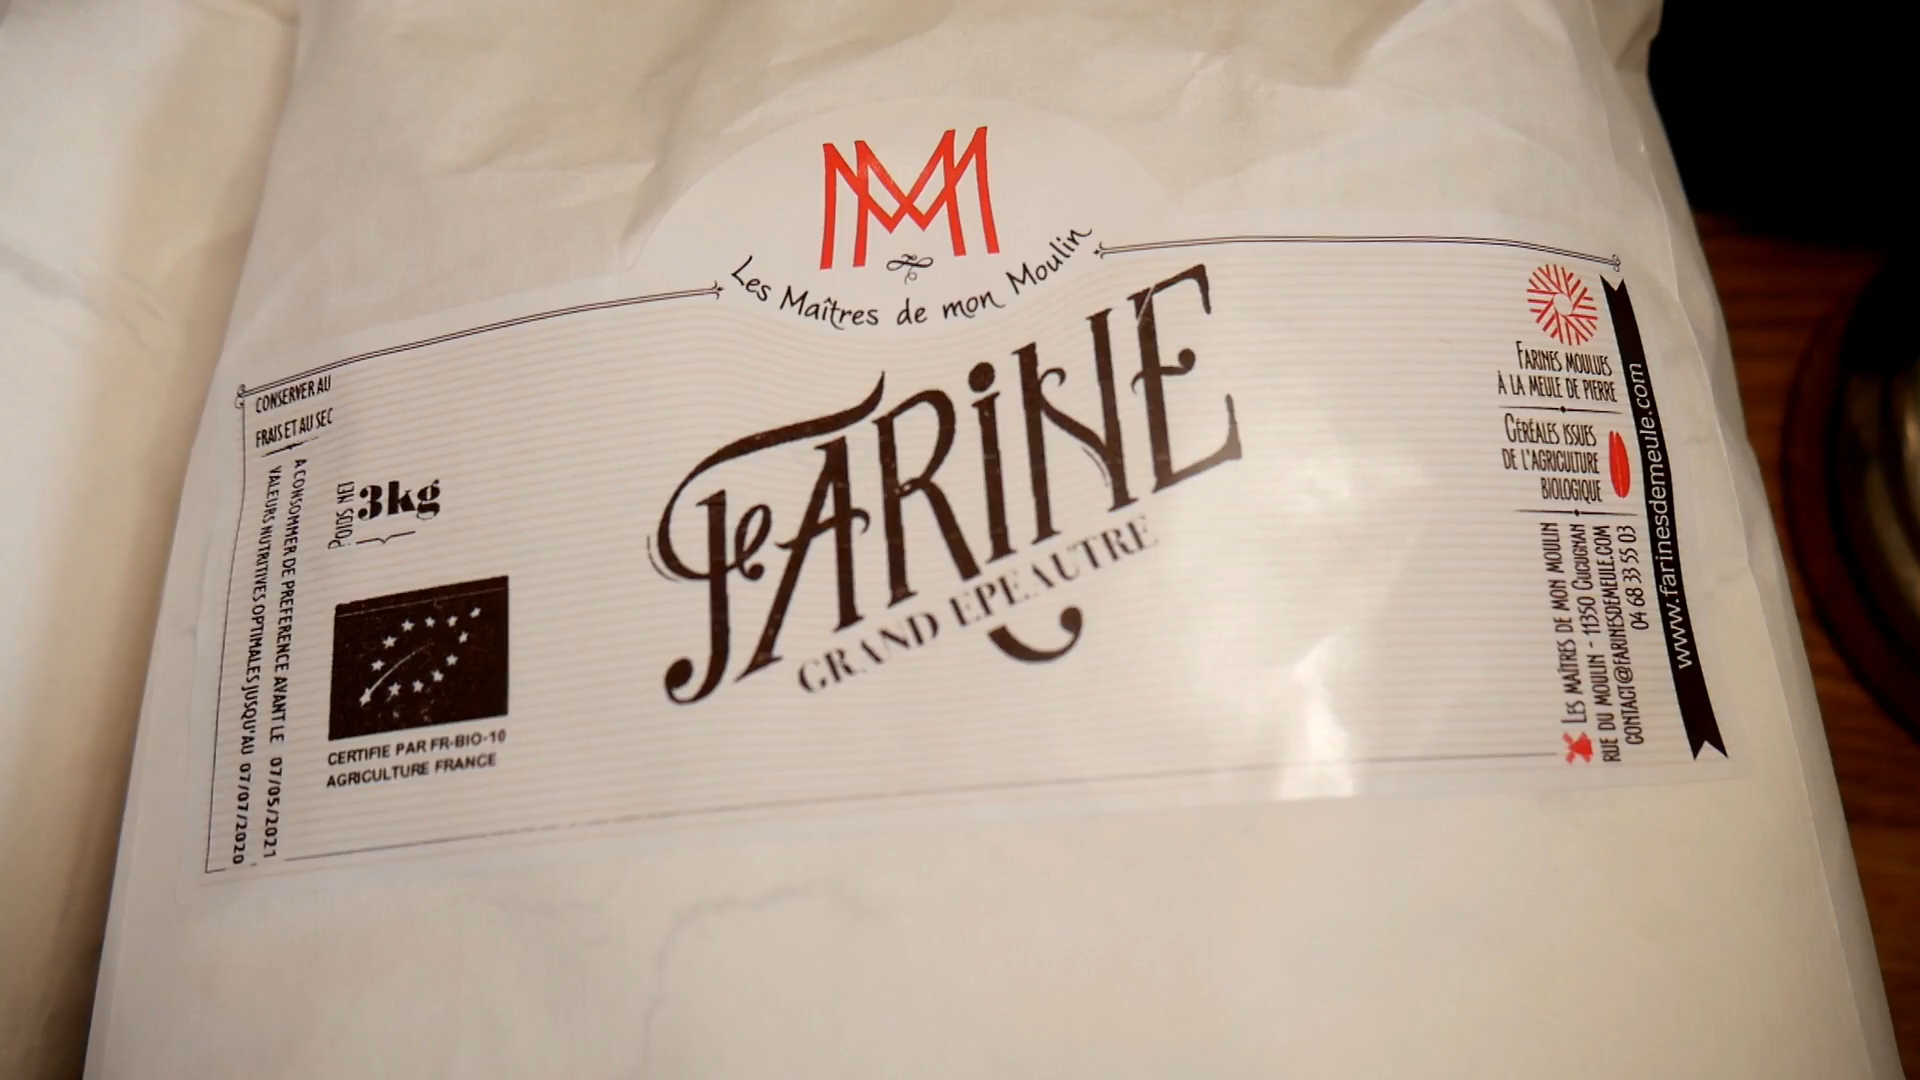 MM
Les Maîtres de mon Moulin
CONSERVER AU
FRAIS ET AU SEC
A CONSOMMER DE PREFERENCE AVANT LE 07/05/2021
VALEURS NUTRITIVES OPTIMALES JUSQU'AU 07/07/2020
POIDS NET
3kg
CERTIFIE PAR FR-BIO-10
AGRICULTURE FRANCE
FARiNE
GRAND EPEAUTRE
FARINES MOULUES
À LA MEULE DE PIERRE
CÉRÉALES ISSUES
DE L'AGRICULTURE
BIOLOGIQUE
LES MAÎTRES DE MON MOULIN
RUE DU MOULIN - 11350 CUCUGNAN
CONTACT@FARINESDEMEULE.COM
04 68 33 55 03
www.farinesdemeule.com